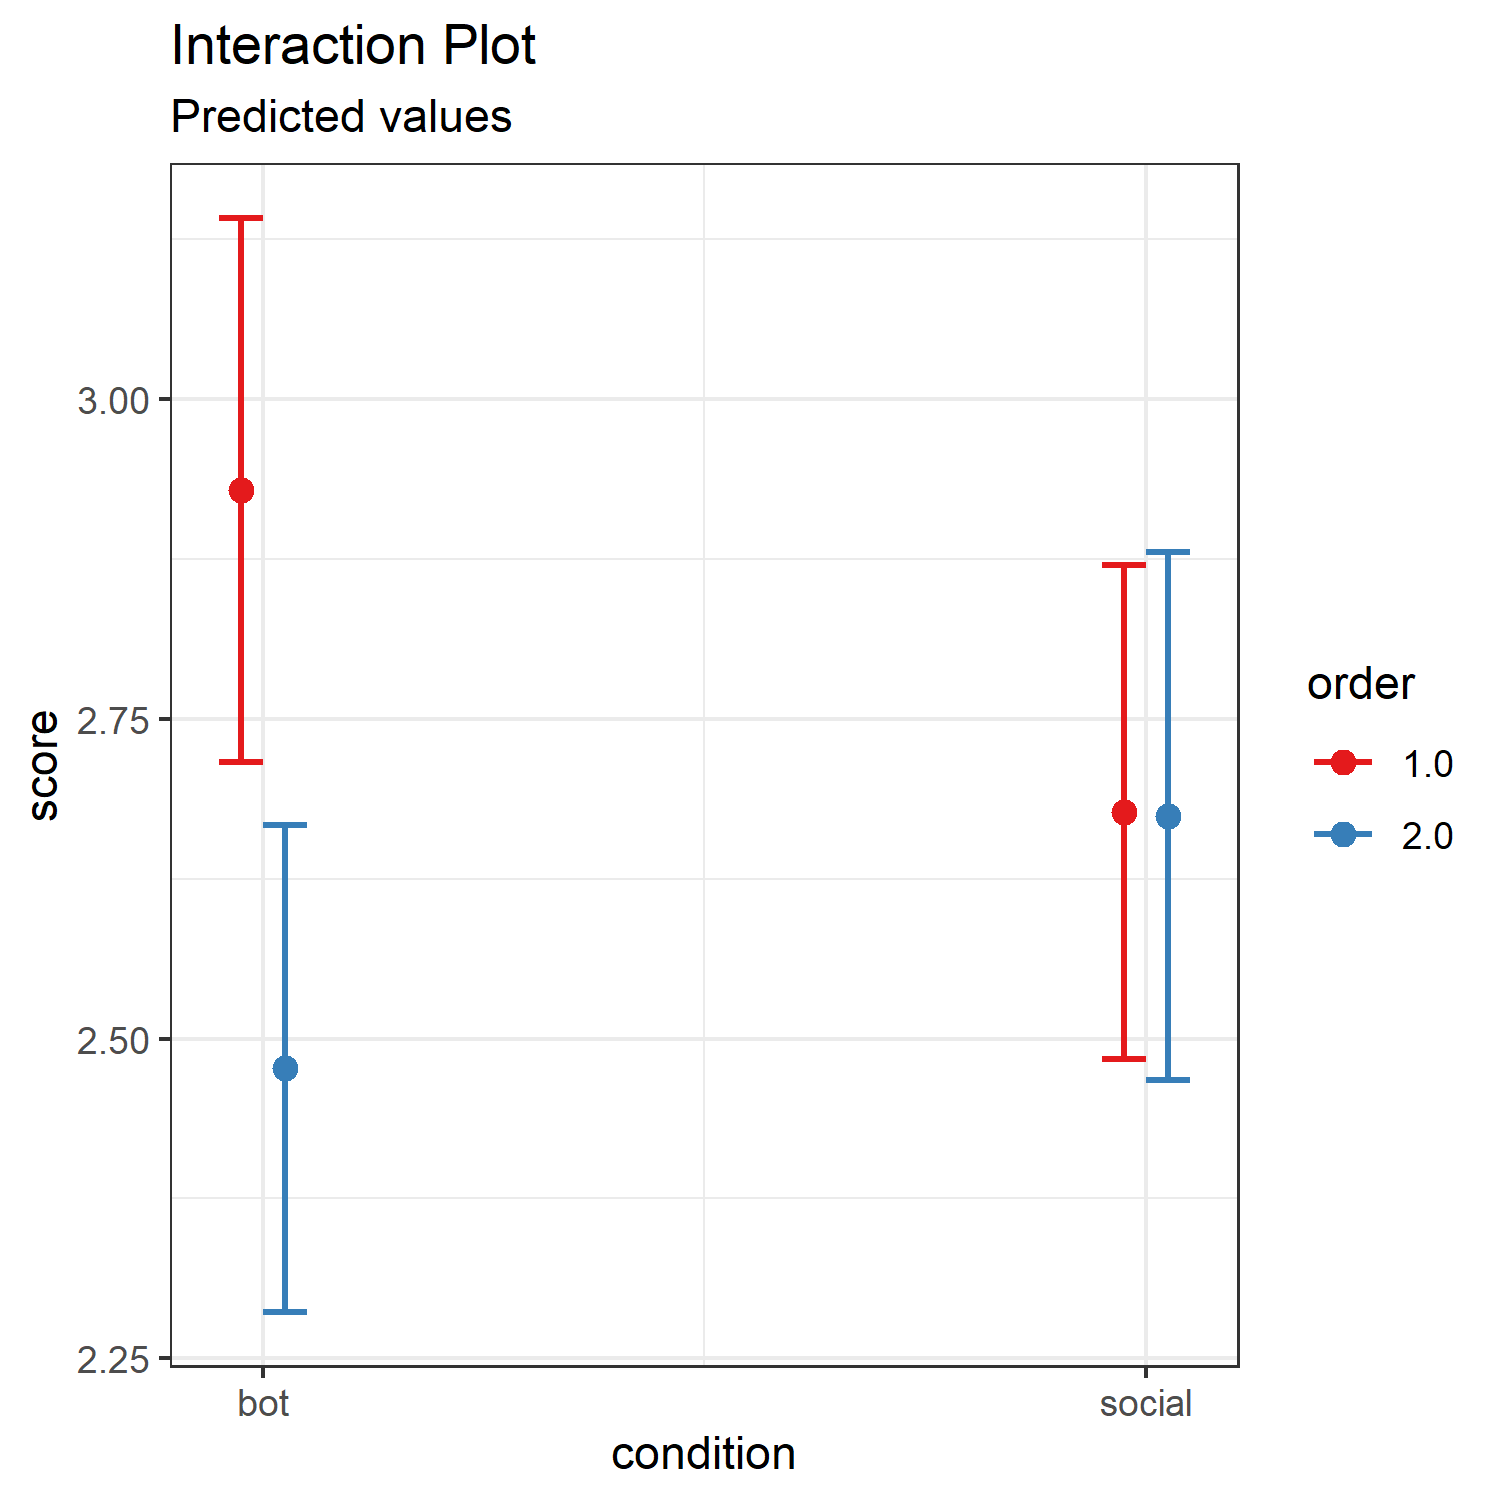 Interaction Plot
Predicted values
score
3.00
2.75
2.50
2.25
bot
social
condition
order
1.0
2.0